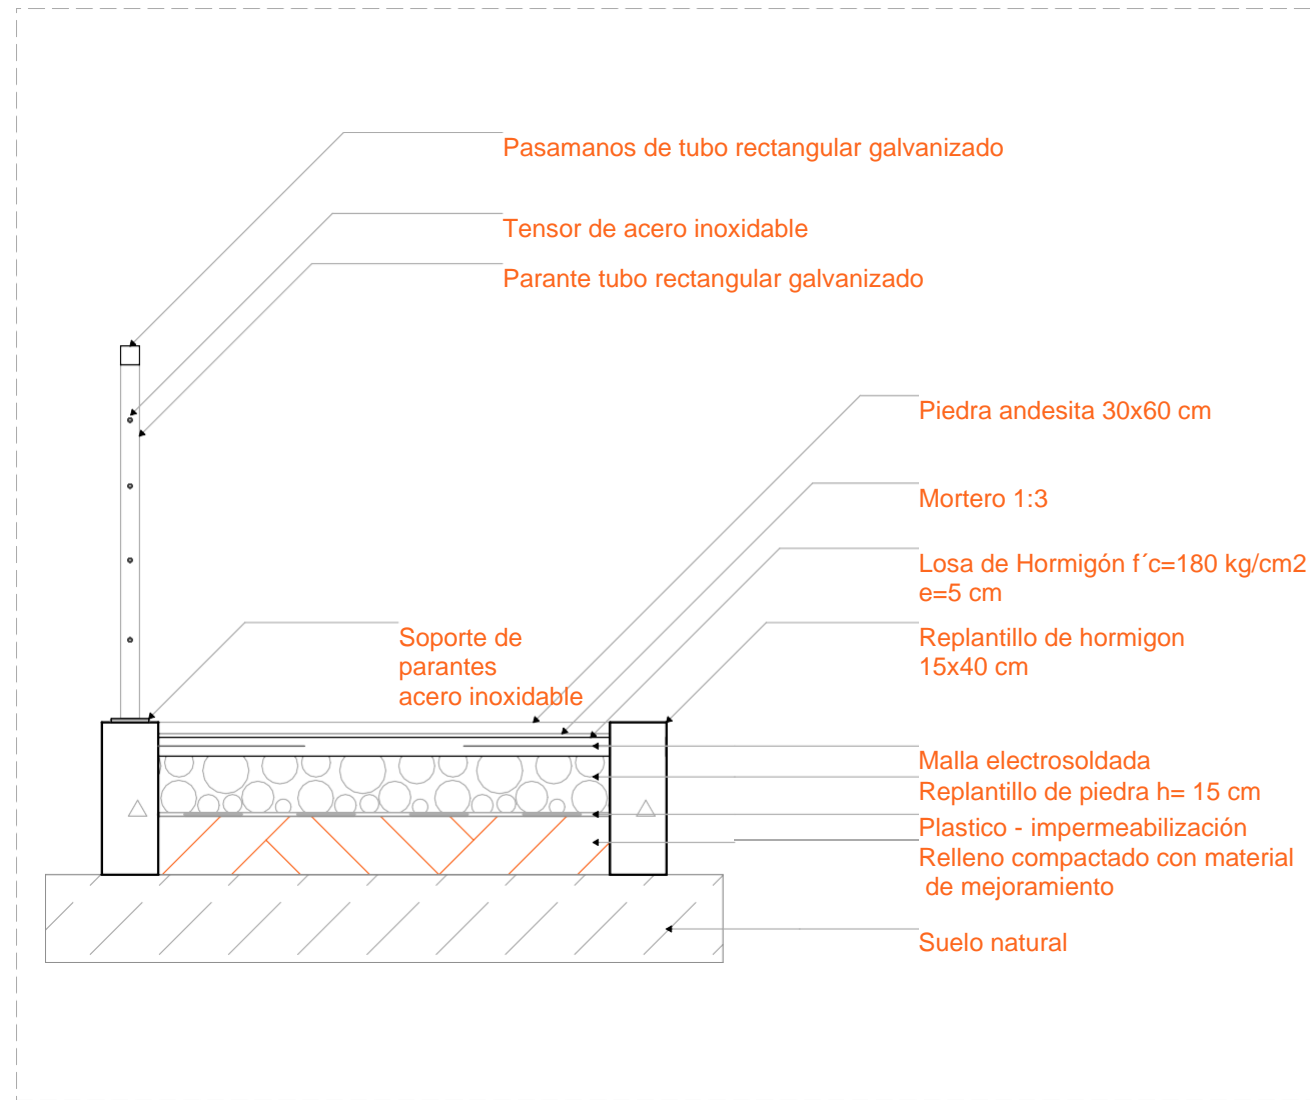 Pasamanos de tubo rectangular galvanizado
Tensor de acero inoxidable
Parante tubo rectangular galvanizado
Piedra andesita 30x60 cm
Mortero 1:3
Losa de Hormigón f´c=180 kg/cm2
e=5 cm
Replantillo de hormigon
15x40 cm
Soporte de
parantes
acero inoxidable
Malla electrosoldada
Replantillo de piedra h= 15 cm
Plastico - impermeabilización
Relleno compactado con material
de mejoramiento
Suelo natural